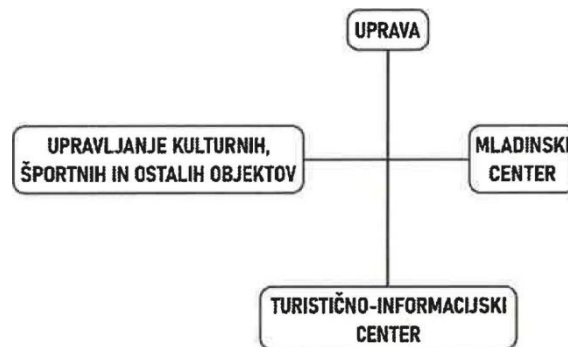 UPRAVA
UPRAVLJANJE KULTURNIH,
ŠPORTNIH IN OSTALIH OBJEKTOV
MLADINSKI
CENTER
TURISTIČNO-INFORMACIJSKI
CENTER